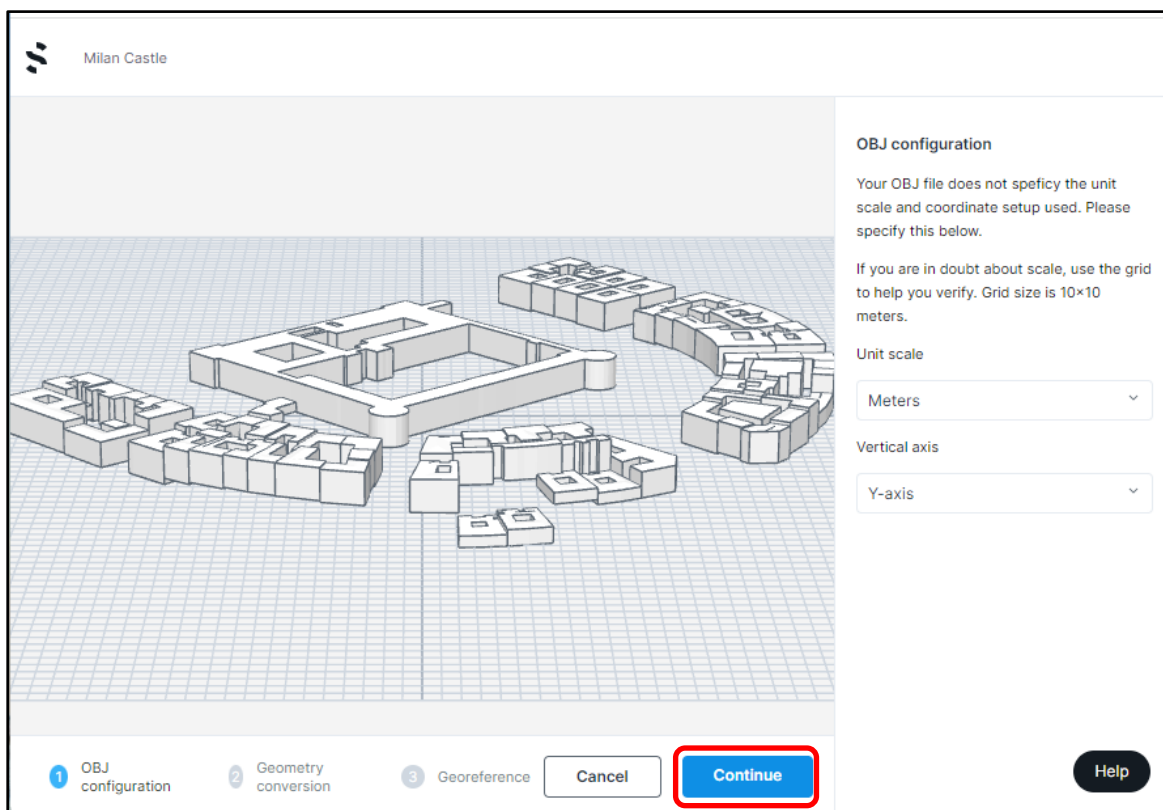 Milan Castle
OBJ configuration
Your OBJ file does not speficy the unit
scale and coordinate setup used. Please
specify this below.
If you are in doubt about scale, use the grid
to help you verify. Grid size is 10×10
meters.
Unit scale
Meters
Vertical axis
Y-axis
1 OBJ
configuration
2 Geometry
conversion
3 Georeference
Cancel
Continue
Help